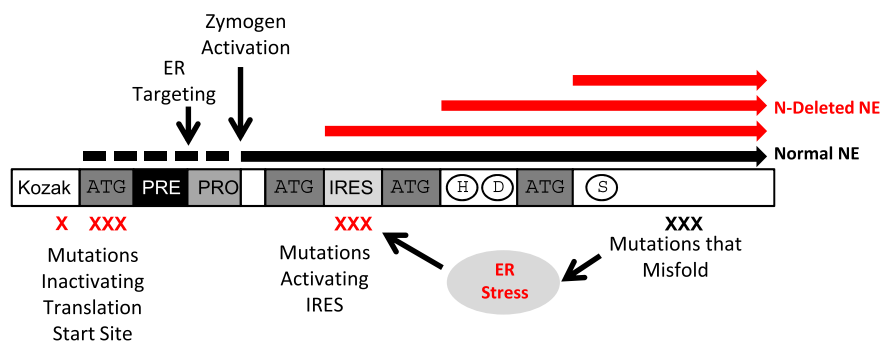 Zymogen
Activation
ER
Targeting
N-Deleted NE
Normal NE
Kozak ATG PRE PRO ATG IRES ATG H D ATG S
X XXX XXX XXX
Mutations
Inactivating
Translation
Start Site
Mutations
Activating
IRES
ER
Stress
Mutations that
Misfold